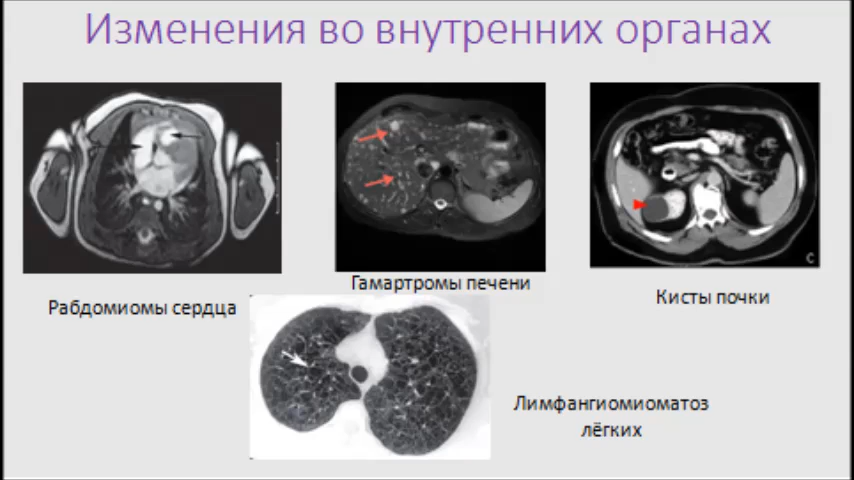 Изменения во внутренних органах
C
Гамартромы печени
Кисты почки
Рабдомиомы сердца
Лимфангиомиоматоз
лёгких